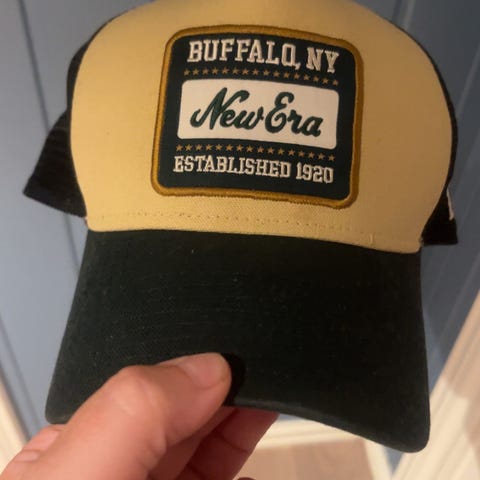 BUFFALO, NY
New Era
ESTABLISHED 1920